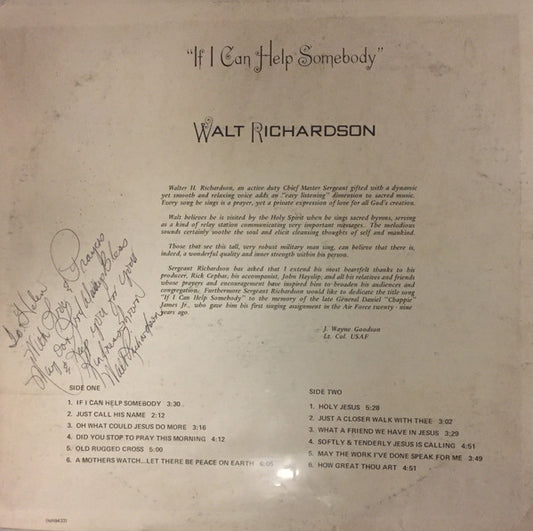 "If I Can Help Somebody"
WALT RICHARDSON
Walter H. Richardson, an active duty Chief Master Sergeant gifted with a dynamic
yet smooth and relaxing voice adds an "easy listening" dimension to sacred music.
Every song he sings is a prayer, yet a private expression of love for all God's creation.
Walt believes he is visited by the Holy Spirit when he sings sacred hymns, serving
as a kind of relay station communicating very important messages. The melodious
sounds certainly soothe the soul and elicit cleansing thoughts of self and mankind.
Those that see this tall, very robust military man sing, can believe that there is,
indeed, a wonderful quality and inner strength within his person.
Sergeant Richardson has asked that I extend his most heartfelt thanks to his
producer, Rick Cephar, his accompanist, John Hayslip, and all his relatives and friends
whose prayers and encouragement have inspired him to broaden his audiences and
congregation. Furthermore Sergeant Richardson would like to dedicate the title song
"If I Can Help Somebody" to the memory of the late General Daniel "Chappie"
James Jr., who gave him his first singing assignment in the Air Force twenty - nine
years ago.
J. Wayne Goodson
Lt. Col. USAF
To Helen
With Love & Prayers
May our God always bless
& keep you in your
Walt Richardson
SIDE ONE
1. IF I CAN HELP SOMEBODY 3:30
2. JUST CALL HIS NAME 2:12
3. OH WHAT COULD JESUS DO MORE 3:16
4. DID YOU STOP TO PRAY THIS MORNING 4:12
5. OLD RUGGED CROSS 5:00
6. A MOTHERS WATCH...LET THERE BE PEACE ON EARTH 6:05
SIDE TWO
1. HOLY JESUS 5:28
2. JUST A CLOSER WALK WITH THEE 3:02
3. WHAT A FRIEND WE HAVE IN JESUS 3:29
4. SOFTLY & TENDERLY JESUS IS CALLING 4:51
5. MAY THE WORK I'VE DONE SPEAK FOR ME 3:49
6. HOW GREAT THOU ART 4:51